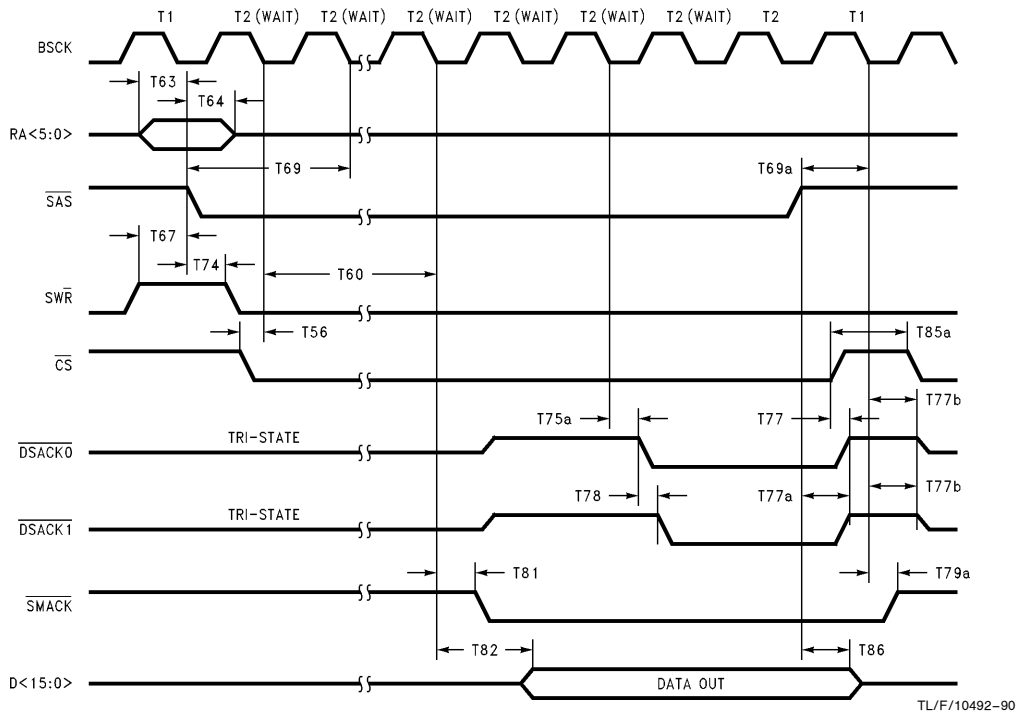 T1 T2 (WAIT) T2 (WAIT) T2 (WAIT) T2 (WAIT) T2 (WAIT) T2 (WAIT) T2 T1
BSCK
T63
T64
RA<5:0>
T69 T69a
SAS
T67
T74
T60
SWR
T56 T85a
CS
T77b
T75a T77
TRI-STATE
DSACK0
T77b
T78 T77a
TRI-STATE
DSACK1
T81 T79a
SMACK
T82 T86
D<15:0> DATA OUT
TL/F/10492–90